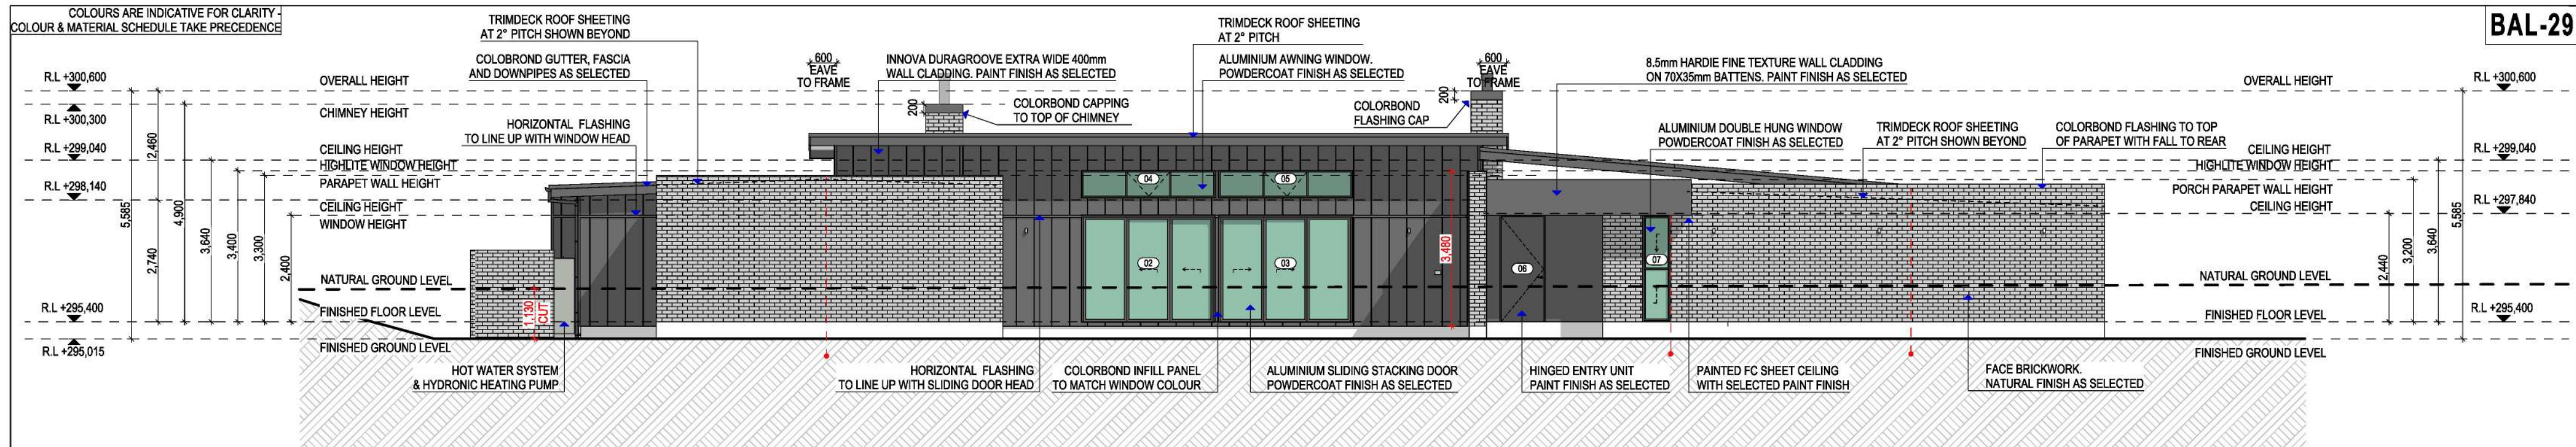 COLOURS ARE INDICATIVE FOR CLARITY -
COLOUR & MATERIAL SCHEDULE TAKE PRECEDENCE
BAL-29
TRIMDECK ROOF SHEETING
AT 2° PITCH SHOWN BEYOND
COLOBROND GUTTER, FASCIA
AND DOWNPIPES AS SELECTED
HORIZONTAL FLASHING
TO LINE UP WITH WINDOW HEAD
600
EAVE
TO FRAME
INNOVA DURAGROOVE EXTRA WIDE 400mm
WALL CLADDING. PAINT FINISH AS SELECTED
200
COLORBOND CAPPING
TO TOP OF CHIMNEY
TRIMDECK ROOF SHEETING
AT 2° PITCH
ALUMINIUM AWNING WINDOW.
POWDERCOAT FINISH AS SELECTED
COLORBOND
FLASHING CAP
200
600
EAVE
TO FRAME
8.5mm HARDIE FINE TEXTURE WALL CLADDING
ON 70X35mm BATTENS. PAINT FINISH AS SELECTED
ALUMINIUM DOUBLE HUNG WINDOW
POWDERCOAT FINISH AS SELECTED
TRIMDECK ROOF SHEETING
AT 2° PITCH SHOWN BEYOND
COLORBOND FLASHING TO TOP
OF PARAPET WITH FALL TO REAR
R.L +300,600
R.L +300,300
R.L +299,040
R.L +298,140
R.L +295,400
R.L +295,015
5,585
2,460
2,740
4,900
3,640
3,400
3,300
2,400
OVERALL HEIGHT
CHIMNEY HEIGHT
CEILING HEIGHT
HIGHLITE WINDOW HEIGHT
PARAPET WALL HEIGHT
CEILING HEIGHT
WINDOW HEIGHT
NATURAL GROUND LEVEL
FINISHED FLOOR LEVEL
FINISHED GROUND LEVEL
1,130
CUT
04
05
02
03
3,480
06
07
OVERALL HEIGHT
CEILING HEIGHT
HIGHLITE WINDOW HEIGHT
PORCH PARAPET WALL HEIGHT
CEILING HEIGHT
NATURAL GROUND LEVEL
FINISHED FLOOR LEVEL
FINISHED GROUND LEVEL
2,440
3,200
3,640
5,585
R.L +300,600
R.L +299,040
R.L +297,840
R.L +295,400
HOT WATER SYSTEM
& HYDRONIC HEATING PUMP
HORIZONTAL FLASHING
TO LINE UP WITH SLIDING DOOR HEAD
COLORBOND INFILL PANEL
TO MATCH WINDOW COLOUR
ALUMINIUM SLIDING STACKING DOOR
POWDERCOAT FINISH AS SELECTED
HINGED ENTRY UNIT
PAINT FINISH AS SELECTED
PAINTED FC SHEET CEILING
WITH SELECTED PAINT FINISH
FACE BRICKWORK.
NATURAL FINISH AS SELECTED